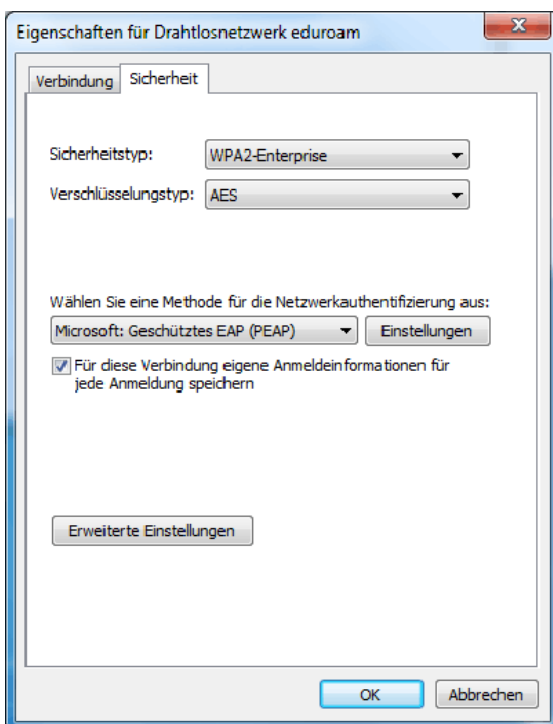 Eigenschaften für Drahtlosnetzwerk eduroam
Verbindung Sicherheit
Sicherheitstyp: WPA2-Enterprise
Verschlüsselungstyp: AES
Wählen Sie eine Methode für die Netzwerkauthentifizierung aus:
Microsoft: Geschütztes EAP (PEAP) Einstellungen
Für diese Verbindung eigene Anmeldeinformationen für
jede Anmeldung speichern
Erweiterte Einstellungen
OK Abbrechen